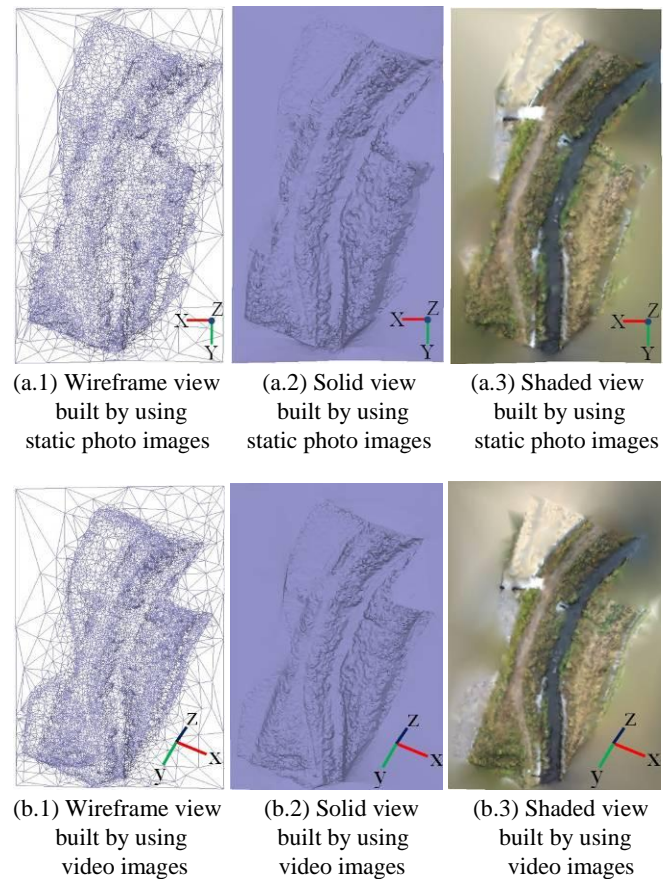 X Z Y
X Z Y
X Z Y
(a.1) Wireframe view
built by using
static photo images
(a.2) Solid view
built by using
static photo images
(a.3) Shaded view
built by using
static photo images
z x y
z x y
z x y
(b.1) Wireframe view
built by using
video images
(b.2) Solid view
built by using
video images
(b.3) Shaded view
built by using
video images